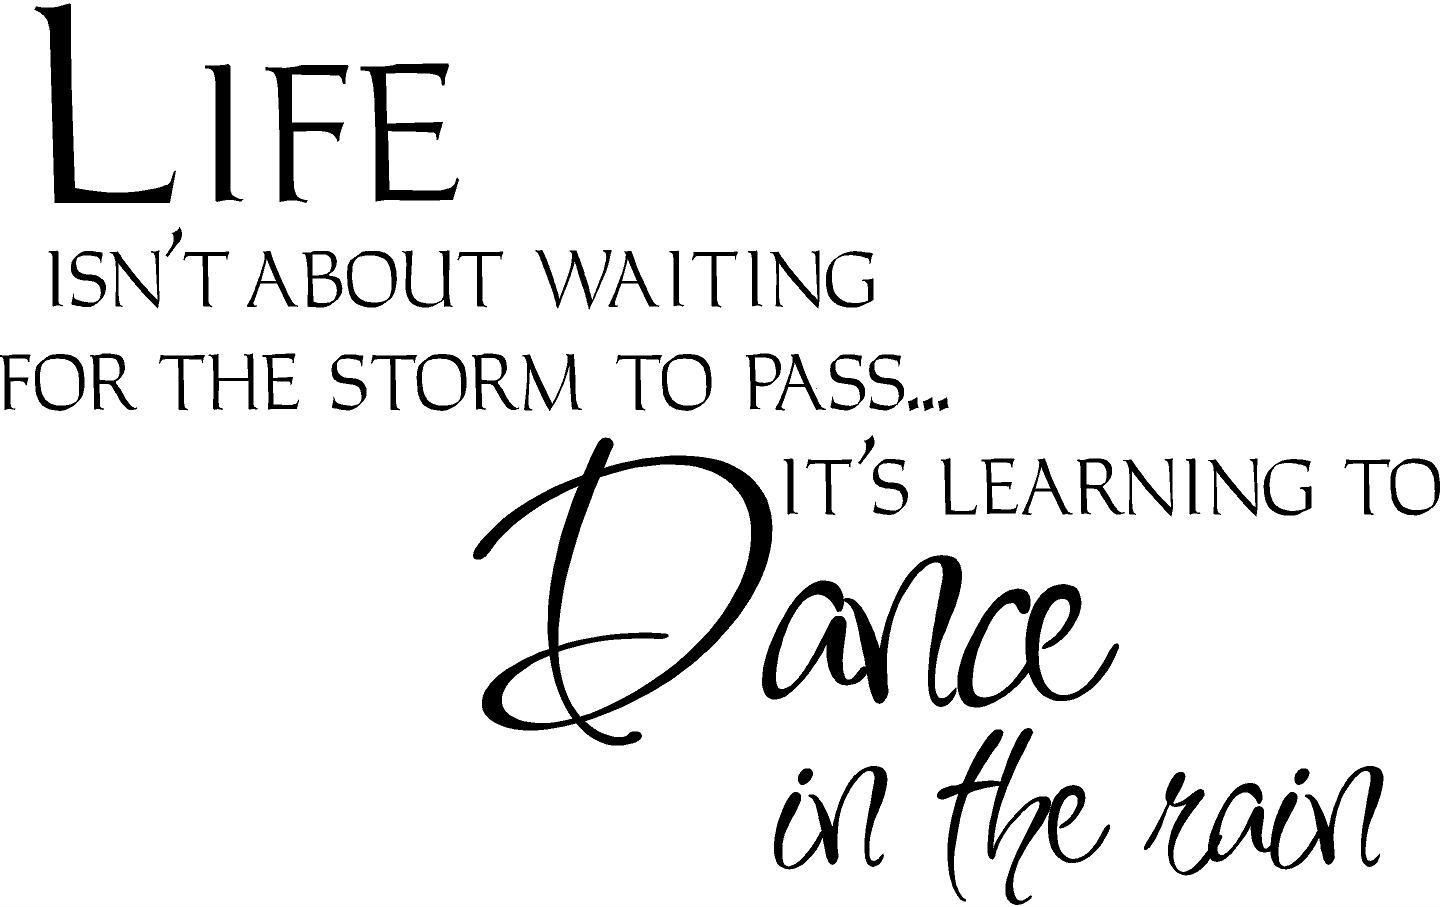 LIFE
ISN'T ABOUT WAITING
FOR THE STORM TO PASS...
IT'S LEARNING TO
Dance
in the rain